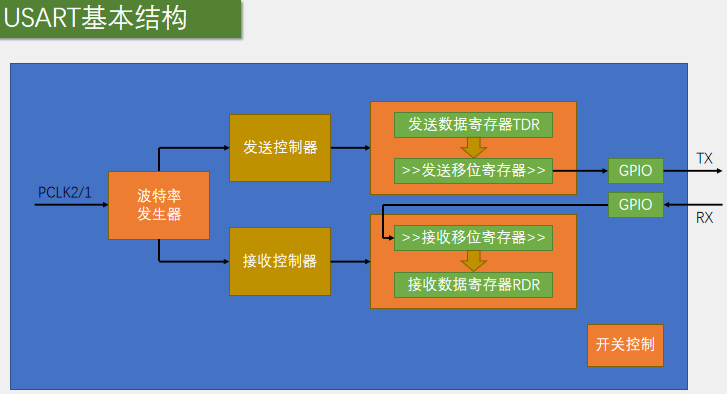 USART基本结构
发送数据寄存器TDR
发送控制器
>>发送移位寄存器>>
GPIO
TX
PCLK2/1
波特率
发生器
GPIO
RX
接收控制器
>>接收移位寄存器>>
接收数据寄存器RDR
开关控制